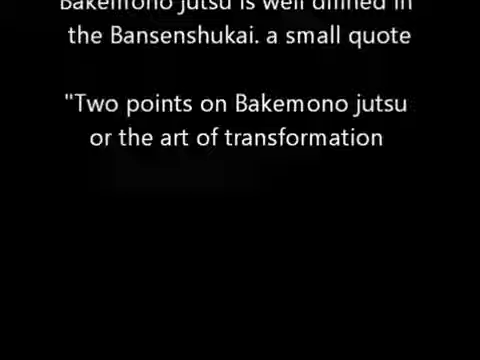 Bakemono jutsu is well diffined in
the Bansenshukai. a small quote
"Two points on Bakemono jutsu
or the art of transformation